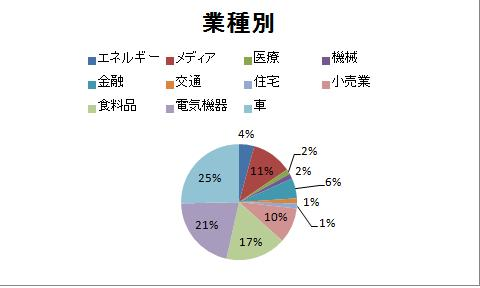 業種別
エネルギー メディア 医療 機械
金融 交通 住宅 小売業
食料品 電気機器 車
4%
11%
2%
2%
6%
1%
1%
10%
17%
21%
25%